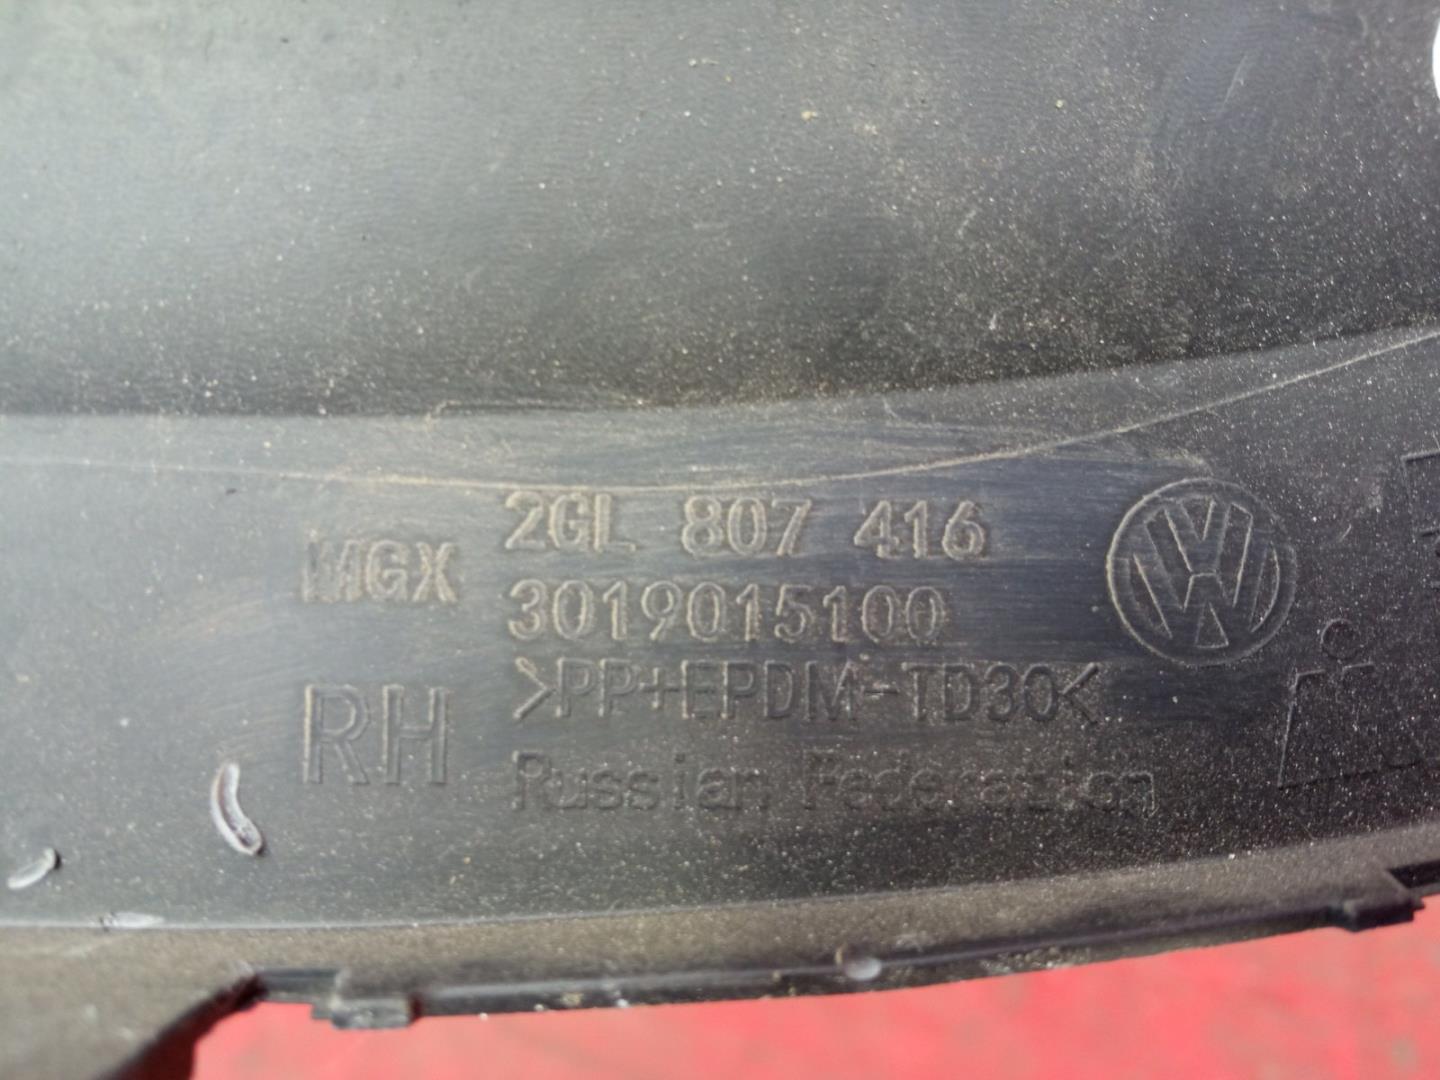 2GL 807 416
MGX
3019015100
>PP+EPDM-TD30<
RH
Russian Federation